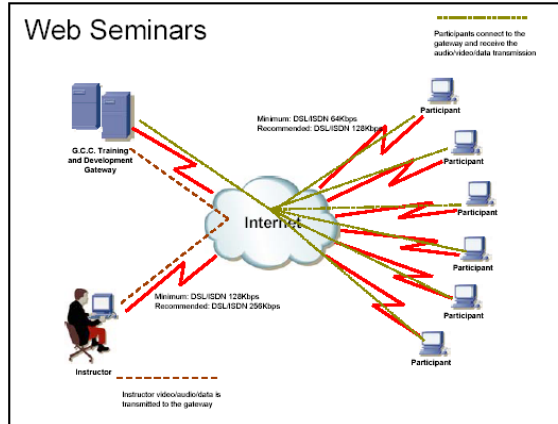 Web Seminars
Participants connect to the
gateway and receive the
audio/video/data transmission
Participant
Minimum: DSL/ISDN 64Kbps
Recommended: DSL/ISDN 128Kbps
G.C.C. Training
and Development
Gateway
Participant
Participant
Internet
Participant
Minimum: DSL/ISDN 128Kbps
Recommended: DSL/ISDN 256Kbps
Participant
Participant
Instructor
Instructor video/audio/data is
transmitted to the gateway